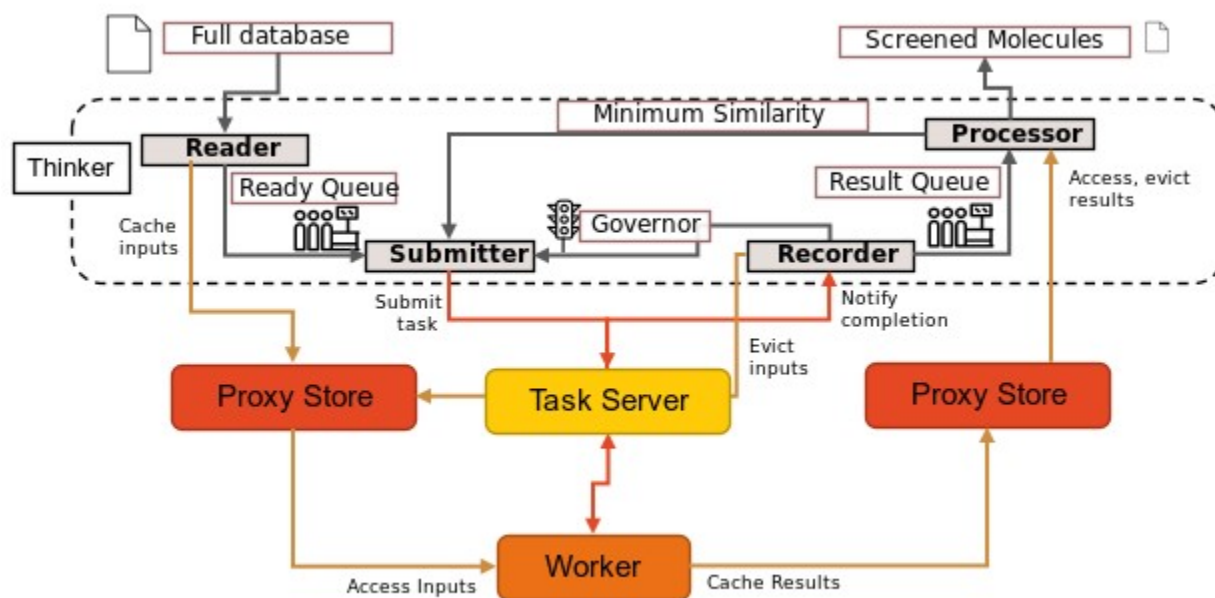 Full database
Screened Molecules
Minimum Similarity
Reader
Processor
Thinker
Ready Queue
Result Queue
Access, evict
results
Cache
inputs
Governor
Submitter
Recorder
Submit
task
Notify
completion
Evict
inputs
Proxy Store
Task Server
Proxy Store
Worker
Access Inputs
Cache Results